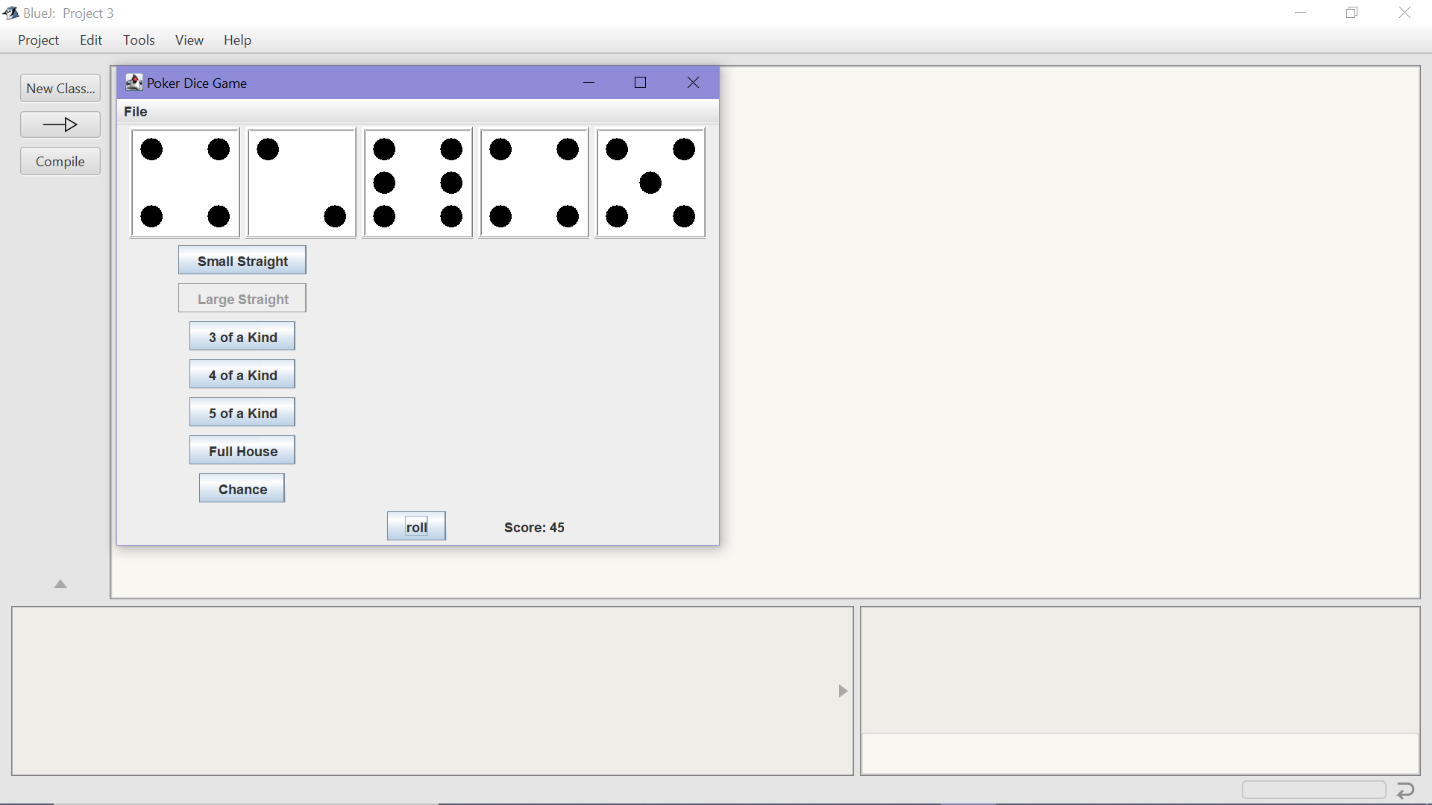 BlueJ: Project 3
Project Edit Tools View Help
New Class...
Compile
Poker Dice Game
File
Small Straight
Large Straight
3 of a Kind
4 of a Kind
5 of a Kind
Full House
Chance
roll Score: 45